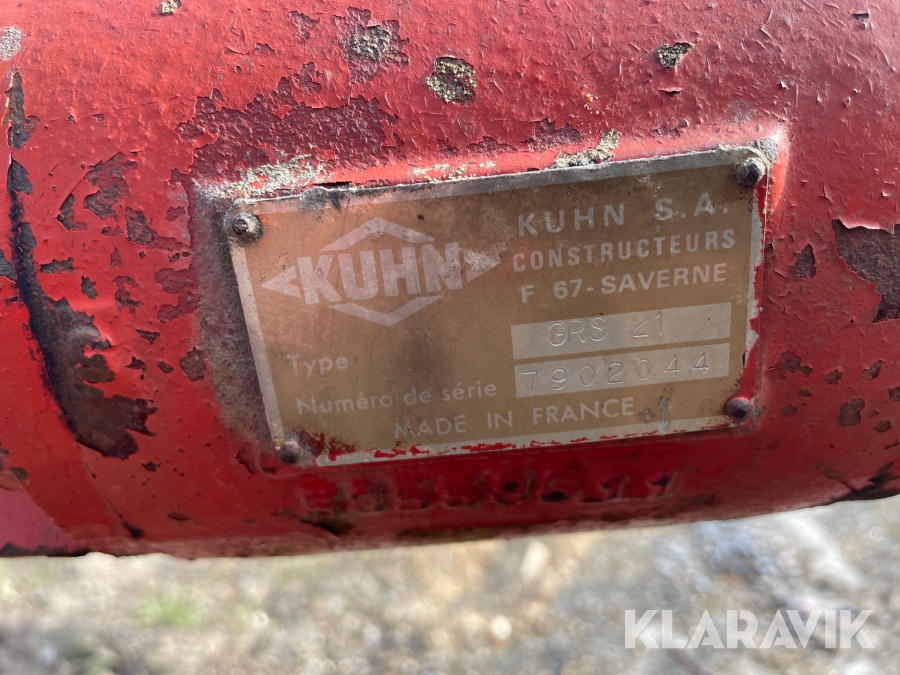 KUHN
KUHN S.A.
CONSTRUCTEURS
F 67-SAVERNE
Type GRS 21
Numéro de série 7902044
MADE IN FRANCE
KLARAVIK